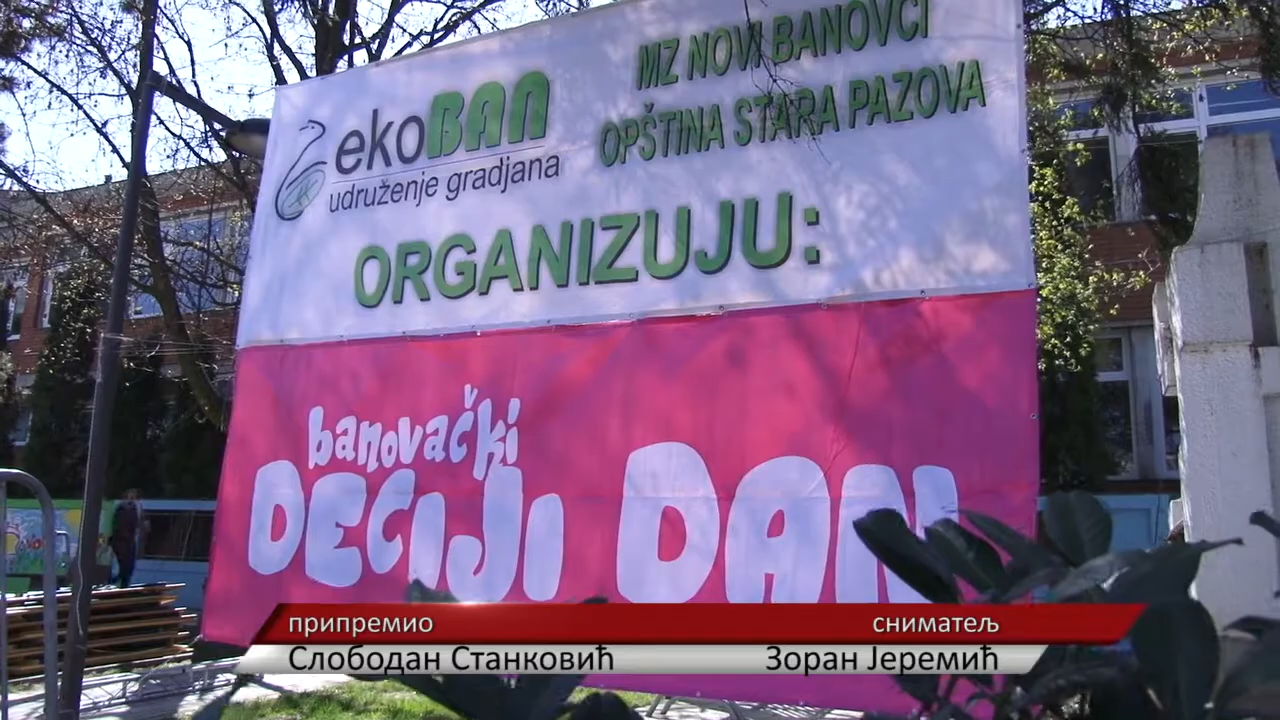 ekoBAN
udruženje gradjana
MZ NOVI BANOVCI
OPŠTINA STARA PAZOVA
ORGANIZUJU:
banovački
DECIJI DAN
припремио
Слободан Станковић
сниматељ
Зоран Јеремић